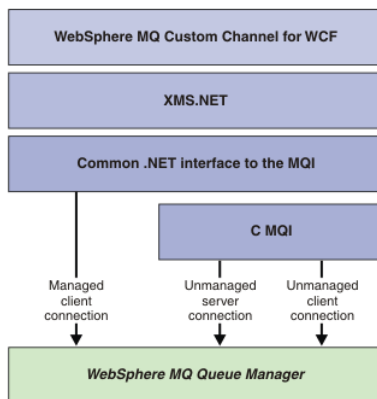 WebSphere MQ Custom Channel for WCF
XMS.NET
Common .NET interface to the MQI
C MQI
Managed
client
connection
Unmanaged
server
connection
Unmanaged
client
connection
WebSphere MQ Queue Manager